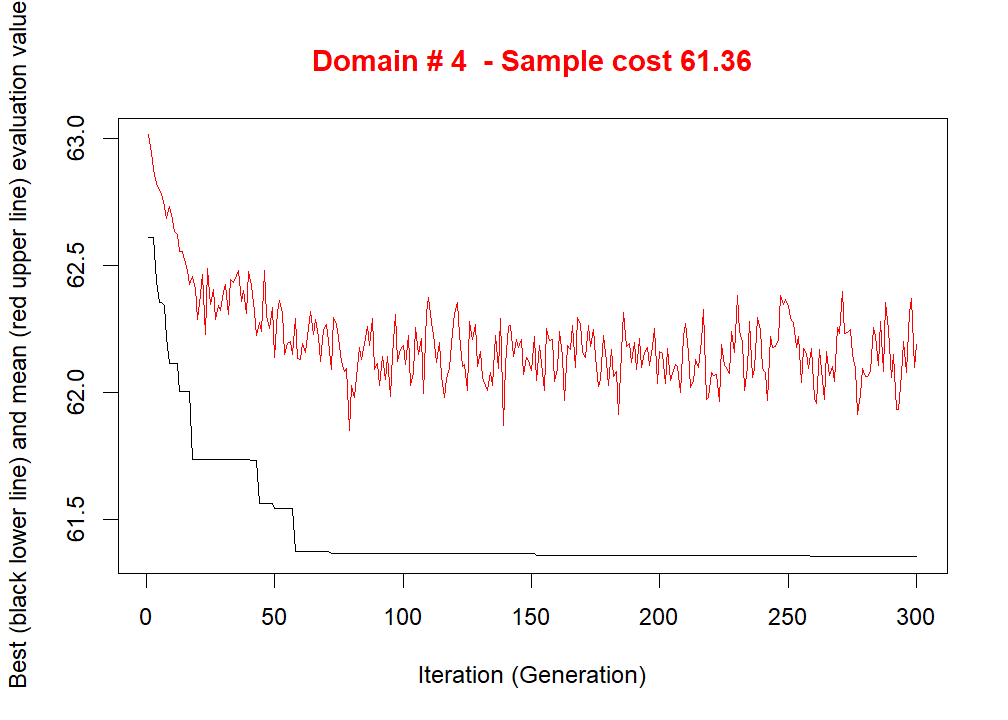 Domain # 4  - Sample cost 61.36
Best (black lower line) and mean (red upper line) evaluation value
63.0
62.5
62.0
61.5
0 50 100 150 200 250 300
Iteration (Generation)